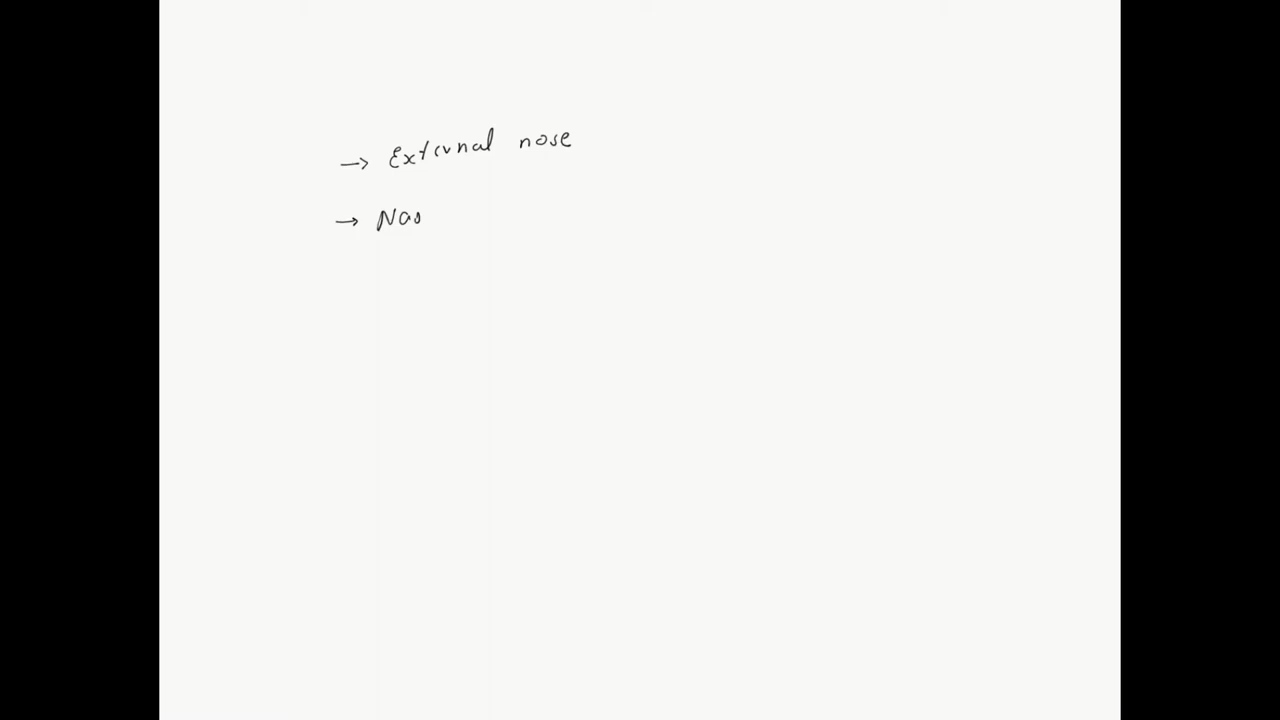 → External nose
→ Nas